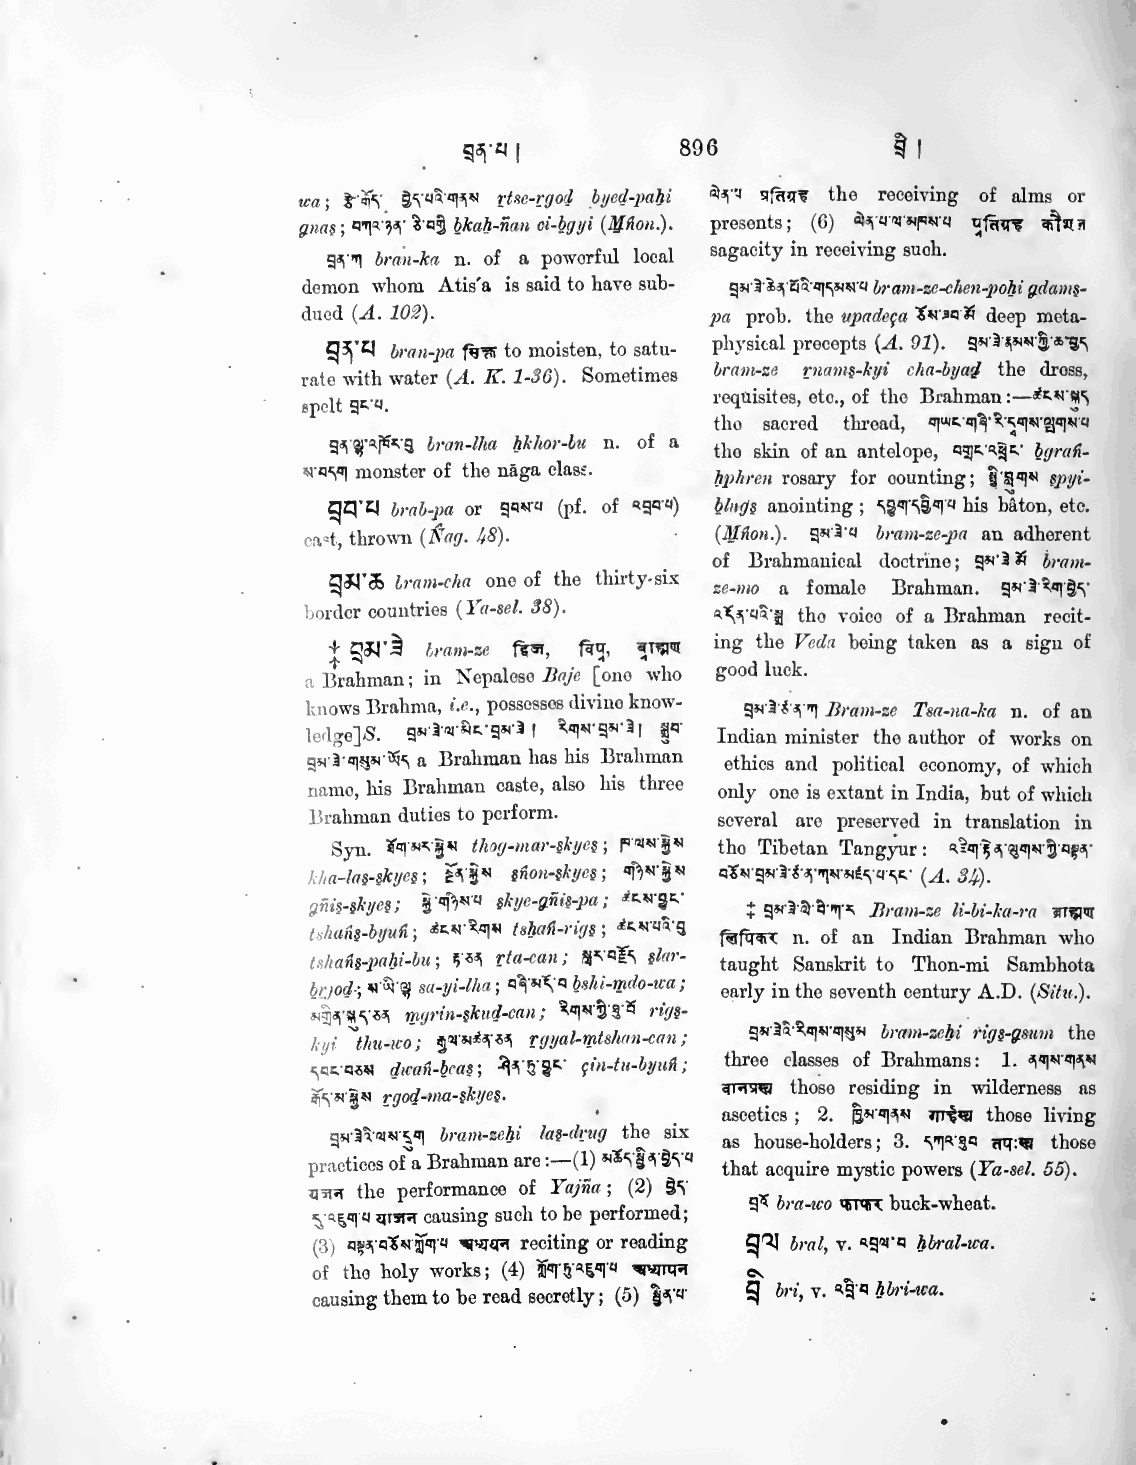 བྲན་པ །
896
བྲི །
wa; རྩེ་རྒོད་ བྱེད་པའི་གནས rtse-rgod byed-paḥi
gnas; བཀའ་ཉན་ ཅི་བགྱི bkaḥ-ñan ci-bgyi (Mñon.).
བྲན་ཀ bran-ka n. of a powerful local
demon whom Atis'a is said to have sub-
dued (A. 102).
བྲན་པ bran-pa to moisten, to satu-
rate with water (A. K. 1-36). Sometimes
spelt བྲང་པ.
བྲན་ལྷ་འཁོར་བུ bran-lha ḥkhor-bu n. of a
ས་བདག monster of the nāga class.
བྲབ་པ brab-pa or བྲབས་པ (pf. of འབྲབ་པ)
cast, thrown (Ñag. 48).
བྲམ་ཆ bram-cha one of the thirty-six
border countries (Ya-sel. 38).
‡ བྲམ་ཟེ bram-ze द्विज, विप्र, ब्राह्मण
a Brahman; in Nepalese Baje [one who
knows Brahma, i.e., possesses divine know-
ledge]S. བྲམ་ཟེ་ལ་མིང་བྲམ་ཟེ། རིགས་བྲམ་ཟེ། སྒྲུབ་
བྲམ་ཟེ་གསུམ་ཡོད a Brahman has his Brahman
name, his Brahman caste, also his three
Brahman duties to perform.
Syn. ཐོག་མར་སྐྱེས thog-mar-skyes; ཁ་ལས་སྐྱེས
kha-las-skyes; སྔོན་སྐྱེས sñon-skyes; གཉིས་སྐྱེས
gñis-skyes; སྐྱེ་གཉིས་པ skye-gñis-pa; ཚངས་བྱུང་
tshañs-byuñ; ཚངས་རིགས tshañ-rigs; ཚངས་པའི་བུ
tshañs-paḥi-bu; རྟ་ཅན rta-can; སླར་བརྗོད slar-
brjod; ས་ཡི་ལྷ sa-yi-lha; བཞི་མདོ་བ bshi-mdo-wa;
མགྲིན་སྐུད་ཅན mgrin-skud-can; རིགས་ཀྱི་ཐུ་བོ rigs-
kyi thu-wo; རྒྱལ་མཚན་ཅན rgyal-mtshan-can;
དབང་བཅས dwañ-bcas; ཤིན་ཏུ་བྱུང་ çin-tu-byuñ;
རྒོད་མ་སྐྱེས rgod-ma-skyes.
བྲམ་ཟེའི་ལས་དྲུག bram-zeḥi las-drug the six
practices of a Brahman are:—(1) མཆོད་སྦྱིན་བྱེད་པ
यजन the performance of Yajña; (2) བྱེད་
དུ་འཇུག་པ याजन causing such to be performed;
(3) བསྟན་བཅོས་ཀློག་པ अध्ययन reciting or reading
of the holy works; (4) ཀློག་ཏུ་འཇུག་པ अध्यापन
causing them to be read secretly; (5) སྦྱིན་པ་
ལེན་པ प्रतिग्रह the receiving of alms or
presents; (6) ལེན་པ་ལ་མཁས་པ प्रतिग्रह कौशल
sagacity in receiving such.
བྲམ་ཟེ་ཆེན་པོའི་གདམས་པ bram-ze-chen-poḥi gdams-
pa prob. the upadeça ཆོས་ཟབ་མོ deep meta-
physical precepts (A. 91). བྲམ་ཟེ་རྣམས་ཀྱི་ཆ་བྱད
bram-ze rnams-kyi cha-byad the dross,
requisites, etc., of the Brahman:—ཚངས་སྐུད
the sacred thread, གཡང་གཞི་རི་དྭགས་ལྤགས་པ
the skin of an antelope, བགྲང་འཕྲེང་ bgrañ-
ḥphren rosary for counting; སྤྱི་བླུགས spyi-
blugs anointing; དབྱུག་དབྱིག་པ his bâton, etc.
(Mñon.). བྲམ་ཟེ་པ bram-ze-pa an adherent
of Brahmanical doctrine; བྲམ་ཟེ་མོ bram-
ze-mo a female Brahman. བྲམ་ཟེ་རིག་བྱེད་
འདོན་པའི་སྒྲ the voice of a Brahman recit-
ing the Veda being taken as a sign of
good luck.
བྲམ་ཟེ་ཙ་ན་ཀ Bram-ze Tsa-na-ka n. of an
Indian minister the author of works on
ethics and political economy, of which
only one is extant in India, but of which
several are preserved in translation in
the Tibetan Tangyur: འཇིག་རྟེན་ལུགས་ཀྱི་བསྟན་
བཅོས་བྲམ་ཟེ་ཙ་ན་ཀས་མཛད་པ་དང་ (A. 34).
‡ བྲམ་ཟེ་ལི་བི་ཀ་ར Bram-ze li-bi-ka-ra ब्राह्मण
लिपिकर n. of an Indian Brahman who
taught Sanskrit to Thon-mi Sambhota
early in the seventh century A.D. (Situ.).
བྲམ་ཟེའི་རིགས་གསུམ bram-zeḥi rigs-gsum the
three classes of Brahmans: 1. ནགས་གནས
वानप्रस्थ those residing in wilderness as
ascetics; 2. ཁྱིམ་གནས गार्हस्थ those living
as house-holders; 3. དཀའ་ཐུབ तपःस्थ those
that acquire mystic powers (Ya-sel. 55).
བྲ་བོ bra-wo फाफर buck-wheat.
བྲལ bral, v. འབྲལ་བ ḥbral-wa.
བྲི bri, v. འབྲི་བ ḥbri-wa.